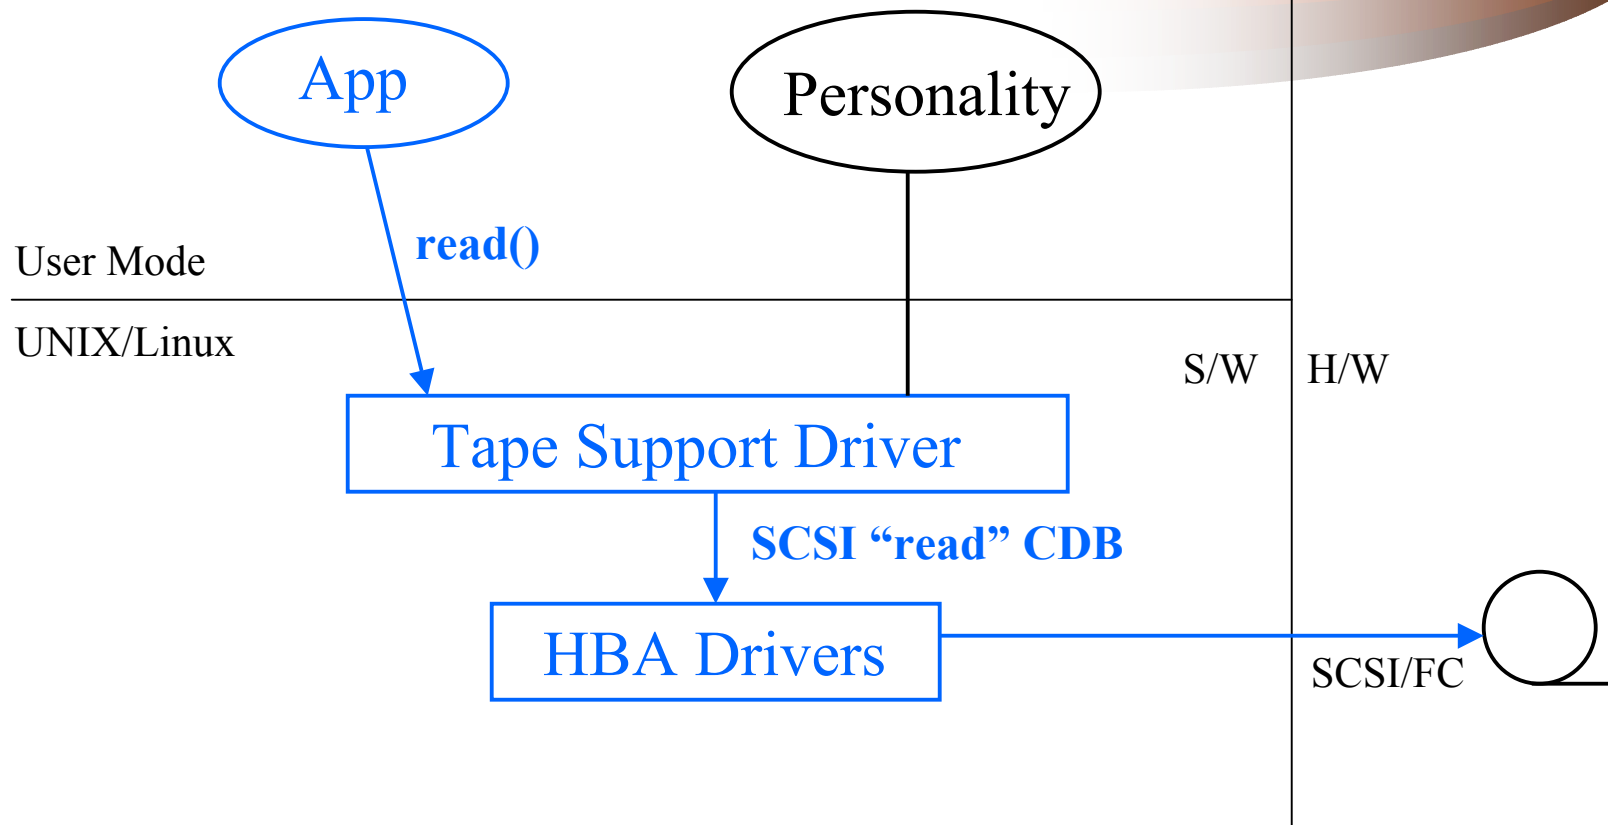 App
Personality
read()
User Mode
UNIX/Linux
S/W
H/W
Tape Support Driver
SCSI “read” CDB
HBA Drivers
SCSI/FC